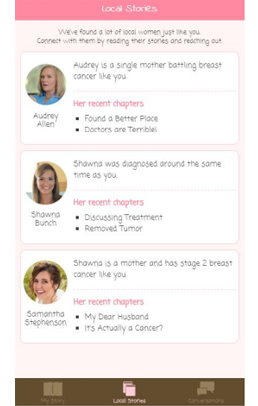 Local Stories
We've found a lot of local women just like you.
Connect with them by reading their stories and reaching out.
Audrey is a single mother battling breast
cancer like you.
Audrey
Allen
Her recent chapters
Found a Better Place
Doctors are Terrible!
Shawna was diagnosed around the same
time as you.
Shawna
Bunch
Her recent chapters
Discussing Treatment
Removed Tumor
Shawna is a mother and has stage 2 breast
cancer like you.
Samantha
Stephenson
Her recent chapters
My Dear Husband
It's Actually a Cancer?
My Story
Local Stories
Conversations